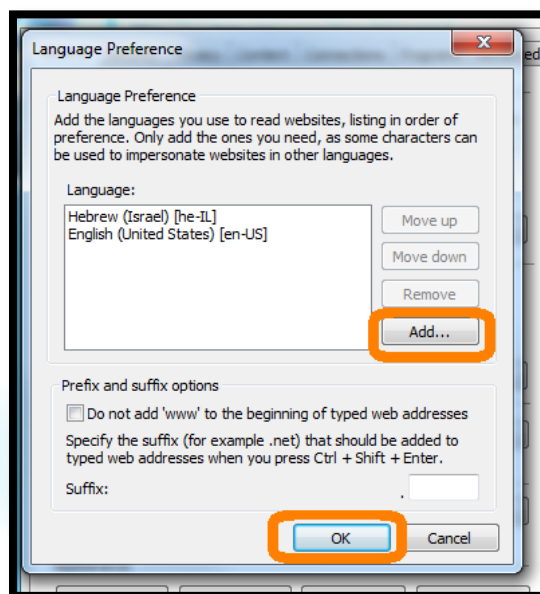 Language Preference
Language Preference
Add the languages you use to read websites, listing in order of
preference. Only add the ones you need, as some characters can
be used to impersonate websites in other languages.
Language:
Hebrew (Israel) [he-IL]
English (United States) [en-US]
Move up
Move down
Remove
Add...
Prefix and suffix options
Do not add 'www' to the beginning of typed web addresses
Specify the suffix (for example .net) that should be added to
typed web addresses when you press Ctrl + Shift + Enter.
Suffix:
.
OK
Cancel